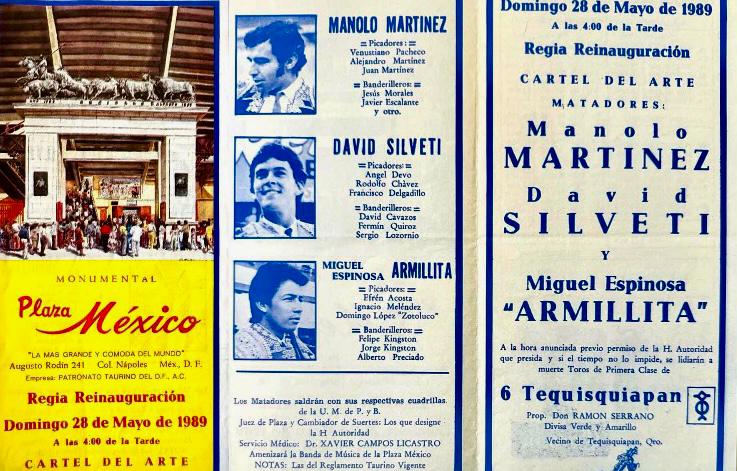 MONUMENTAL
Plaza
México
"LA MAS GRANDE Y COMODA DEL MUNDO"
Augusto Rodín 241 Col. Nápoles Méx., D. F.
Empresa: PATRONATO TAURINO DEL D.F., A.C.
Regia Reinauguración
Domingo 28 de Mayo de 1989
A las 4:00 de la Tarde
CARTEL DEL ARTE
MANOLO MARTINEZ
=Picadores:=
Venustiano Pacheco
Alejandro Martínez
Juan Martínez
=Banderilleros:=
Jesús Morales
Javier Escalante
y otro.
DAVID SILVETI
=Picadores:=
Angel Devo
Rodolfo Chávez
Francisco Delgadillo
=Banderilleros:=
David Cavazos
Fermín Quiroz
Sergio Lozornio
MIGUEL ESPINOSA ARMILLITA
=Picadores:=
Efrén Acosta
Ignacio Meléndez
Domingo López "Zotoluco"
=Banderilleros:=
Felipe Kingston
Jorge Kingston
Alberto Preciado
Los Matadores saldrán con sus respectivas cuadrillas
de la U. M. de P. y B.
Juez de Plaza y Cambiador de Suertes: Los que designe
la H Autoridad
Servicio Médico: Dr. XAVIER CAMPOS LICASTRO
Amenizará la Banda de Música de la Plaza México
NOTAS: Las del Reglamento Taurino Vigente
Domingo 28 de Mayo de 1989
A las 4:00 de la Tarde
Regia Reinauguración
CARTEL DEL ARTE
MATADORES:
Manolo
MARTINEZ
David
SILVETI
Y
Miguel Espinosa
"ARMILLITA"
A la hora anunciada previo permiso de la H. Autoridad
que presida y si el tiempo no lo impide, se lidiarán a
muerte Toros de Primera Clase de
6 Tequisquiapan
Prop. Don RAMON SERRANO
Divisa Verde y Amarillo
Vecino de Tequisquiapan, Qro.